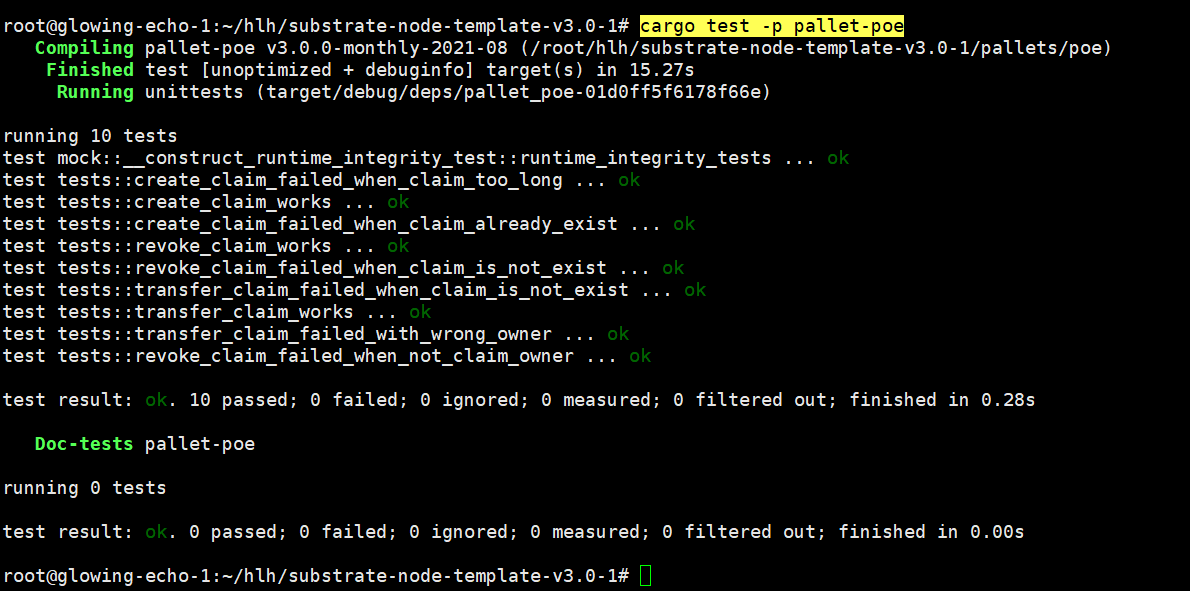 root@glowing-echo-1:~/hlh/substrate-node-template-v3.0-1# cargo test -p pallet-poe
   Compiling pallet-poe v3.0.0-monthly-2021-08 (/root/hlh/substrate-node-template-v3.0-1/pallets/poe)
    Finished test [unoptimized + debuginfo] target(s) in 15.27s
     Running unittests (target/debug/deps/pallet_poe-01d0ff5f6178f66e)
running 10 tests
test mock::__construct_runtime_integrity_test::runtime_integrity_tests ... ok
test tests::create_claim_failed_when_claim_too_long ... ok
test tests::create_claim_works ... ok
test tests::create_claim_failed_when_claim_already_exist ... ok
test tests::revoke_claim_works ... ok
test tests::revoke_claim_failed_when_claim_is_not_exist ... ok
test tests::transfer_claim_failed_when_claim_is_not_exist ... ok
test tests::transfer_claim_works ... ok
test tests::transfer_claim_failed_with_wrong_owner ... ok
test tests::revoke_claim_failed_when_not_claim_owner ... ok
test result: ok. 10 passed; 0 failed; 0 ignored; 0 measured; 0 filtered out; finished in 0.28s
   Doc-tests pallet-poe
running 0 tests
test result: ok. 0 passed; 0 failed; 0 ignored; 0 measured; 0 filtered out; finished in 0.00s
root@glowing-echo-1:~/hlh/substrate-node-template-v3.0-1#